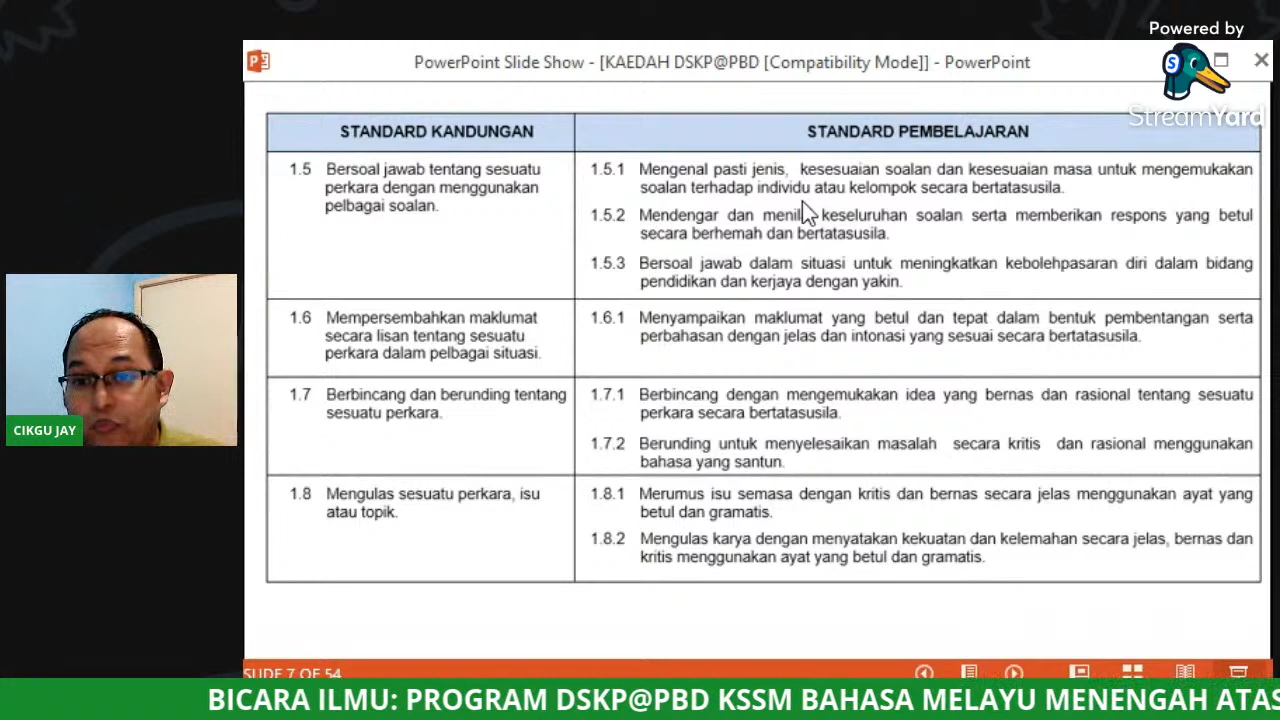 Powered by
StreamYard
PowerPoint Slide Show - [KAEDAH DSKP@PBD [Compatibility Mode]] - PowerPoint
STANDARD KANDUNGAN
STANDARD PEMBELAJARAN
1.5 Bersoal jawab tentang sesuatu
perkara dengan menggunakan
pelbagai soalan.
1.5.1 Mengenal pasti jenis, kesesuaian soalan dan kesesuaian masa untuk mengemukakan
soalan terhadap individu atau kelompok secara bertatasusila.
1.5.2 Mendengar dan menilai keseluruhan soalan serta memberikan respons yang betul
secara berhemah dan bertatasusila.
1.5.3 Bersoal jawab dalam situasi untuk meningkatkan kebolehpasaran diri dalam bidang
pendidikan dan kerjaya dengan yakin.
1.6 Mempersembahkan maklumat
secara lisan tentang sesuatu
perkara dalam pelbagai situasi.
1.6.1 Menyampaikan maklumat yang betul dan tepat dalam bentuk pembentangan serta
perbahasan dengan jelas dan intonasi yang sesuai secara bertatasusila.
1.7 Berbincang dan berunding tentang
sesuatu perkara.
1.7.1 Berbincang dengan mengemukakan idea yang bernas dan rasional tentang sesuatu
perkara secara bertatasusila.
1.7.2 Berunding untuk menyelesaikan masalah secara kritis dan rasional menggunakan
bahasa yang santun.
1.8 Mengulas sesuatu perkara, isu
atau topik.
1.8.1 Merumus isu semasa dengan kritis dan bernas secara jelas menggunakan ayat yang
betul dan gramatis.
1.8.2 Mengulas karya dengan menyatakan kekuatan dan kelemahan secara jelas, bernas dan
kritis menggunakan ayat yang betul dan gramatis.
CIKGU JAY
SLIDE 7 OF 54
BICARA ILMU: PROGRAM DSKP@PBD KSSM BAHASA MELAYU MENENGAH ATAS